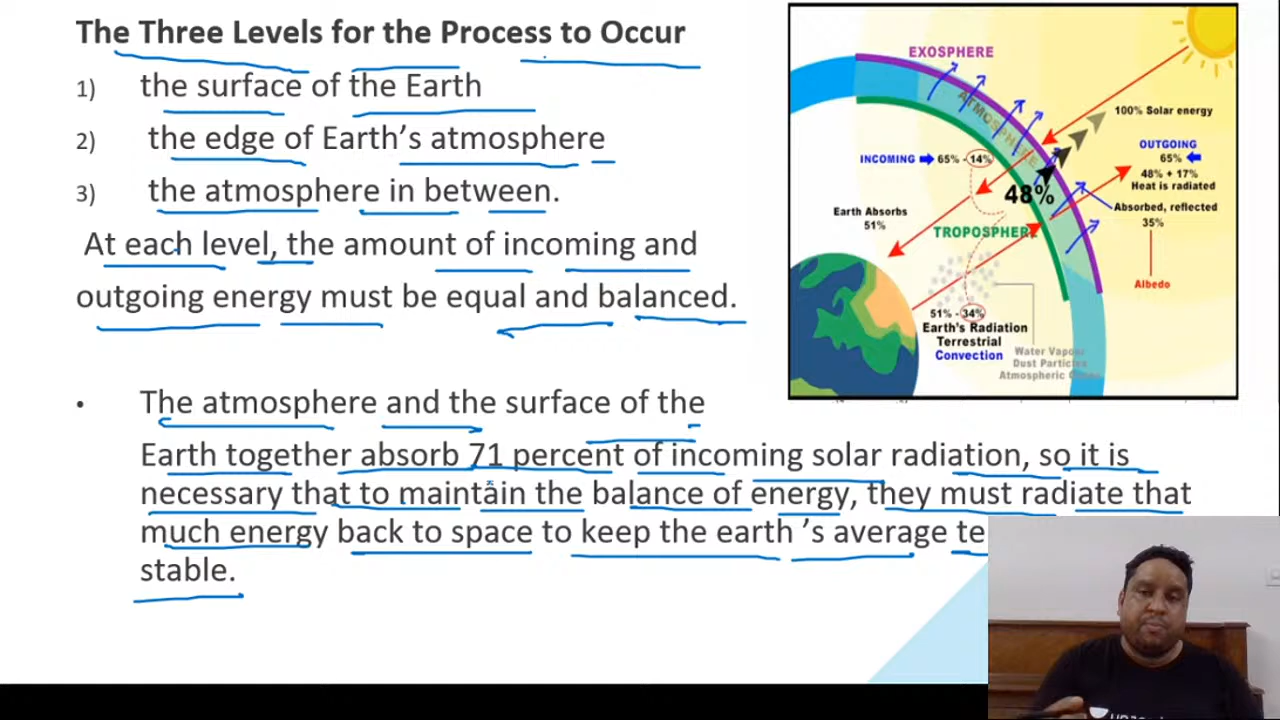 The Three Levels for the Process to Occur
1) the surface of the Earth
2) the edge of Earth's atmosphere
3) the atmosphere in between.
At each level, the amount of incoming and
outgoing energy must be equal and balanced.
• The atmosphere and the surface of the
Earth together absorb 71 percent of incoming solar radiation, so it is
necessary that to maintain the balance of energy, they must radiate that
much energy back to space to keep the earth 's average
stable.
EXOSPHERE
ATMOSPHERE
100% Solar energy
INCOMING 65% - 14%
OUTGOING
65%
48% + 17%
Heat is radiated
48%
Absorbed, reflected
35%
Earth Absorbs
51%
TROPOSPHERE
Albedo
51% - 34%
Earth's Radiation
Terrestrial
Convection
Water Vapour
Dust Particles
Atmospheric